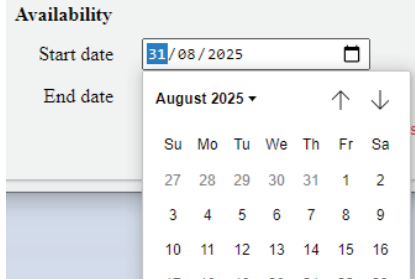 Availability
Start date 31/08/2025
End date August 2025
Su Mo Tu We Th Fr Sa
27 28 29 30 31 1 2
3 4 5 6 7 8 9
10 11 12 13 14 15 16